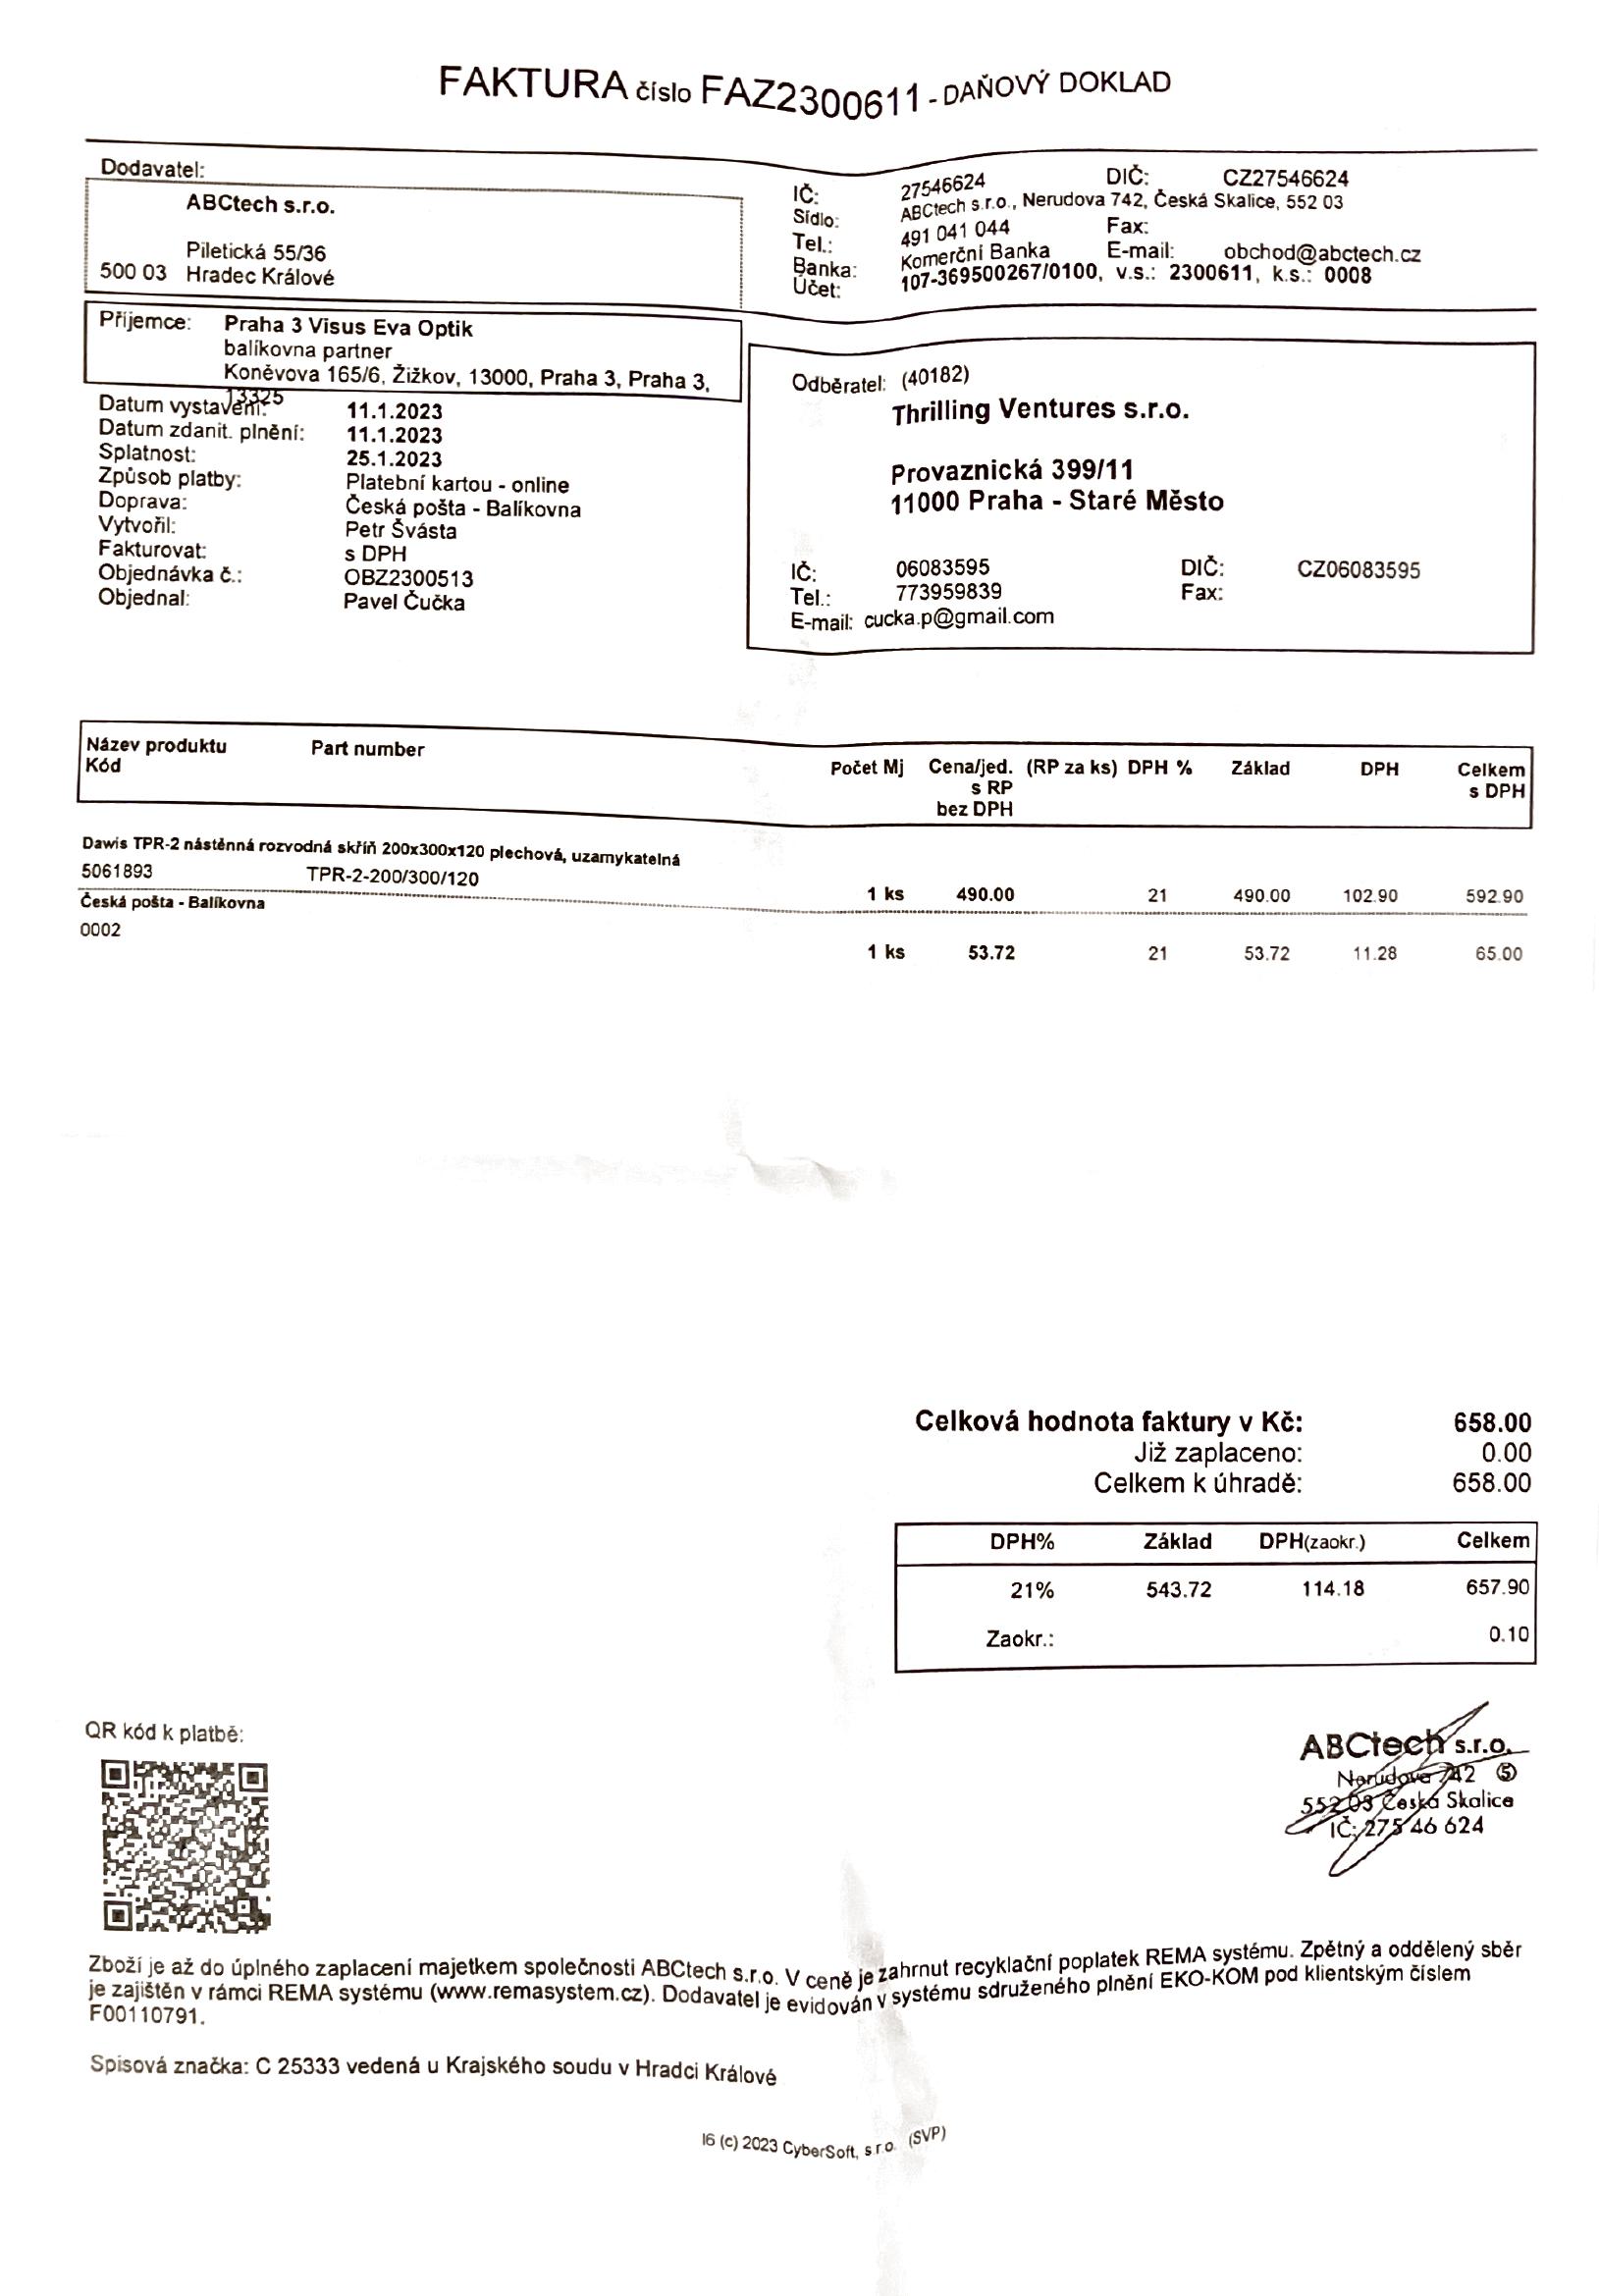 FAKTURA číslo FAZ2300611 - DAŇOVÝ DOKLAD
Dodavatel:
ABCtech s.r.o.
Piletická 55/36
500 03 Hradec Králové
IČ: 27546624 DIČ: CZ27546624
Sídlo: ABCtech s.r.o., Nerudova 742, Česká Skalice, 552 03
Tel.: 491 041 044 Fax:
Banka: Komerční Banka E-mail: obchod@abctech.cz
Účet: 107-369500267/0100, v.s.: 2300611, k.s.: 0008
Příjemce: Praha 3 Visus Eva Optik
balíkovna partner
Koněvova 165/6, Žižkov, 13000, Praha 3, Praha 3,
13325
Datum vystavení: 11.1.2023
Datum zdanit. plnění: 11.1.2023
Splatnost: 25.1.2023
Způsob platby: Platební kartou - online
Doprava: Česká pošta - Balíkovna
Vytvořil: Petr Švásta
Fakturovat: s DPH
Objednávka č.: OBZ2300513
Objednal: Pavel Čučka
Odběratel: (40182)
Thrilling Ventures s.r.o.
Provaznická 399/11
11000 Praha - Staré Město
IČ: 06083595 DIČ: CZ06083595
Tel.: 773959839 Fax:
E-mail: cucka.p@gmail.com
Název produktu Part number
Kód
Počet Mj Cena/jed. (RP za ks) DPH % Základ DPH Celkem
s RP s DPH
bez DPH
Dawis TPR-2 nástěnná rozvodná skříň 200x300x120 plechová, uzamykatelná
5061893 TPR-2-200/300/120 1 ks 490.00 21 490.00 102.90 592.90
Česká pošta - Balíkovna
0002 1 ks 53.72 21 53.72 11.28 65.00
Celková hodnota faktury v Kč: 658.00
Již zaplaceno: 0.00
Celkem k úhradě: 658.00
DPH% Základ DPH(zaokr.) Celkem
21% 543.72 114.18 657.90
Zaokr.: 0.10
QR kód k platbě:
ABCtech s.r.o.
Nerudova 742 5
552 03 Česká Skalice
IČ: 275 46 624
Zboží je až do úplného zaplacení majetkem společnosti ABCtech s.r.o. V ceně je zahrnut recyklační poplatek REMA systému. Zpětný a oddělený sběr
je zajištěn v rámci REMA systému (www.remasystem.cz). Dodavatel je evidován v systému sdruženého plnění EKO-KOM pod klientským číslem
F00110791.
Spisová značka: C 25333 vedená u Krajského soudu v Hradci Králové
I6 (c) 2023 CyberSoft, s.r.o. (SVP)